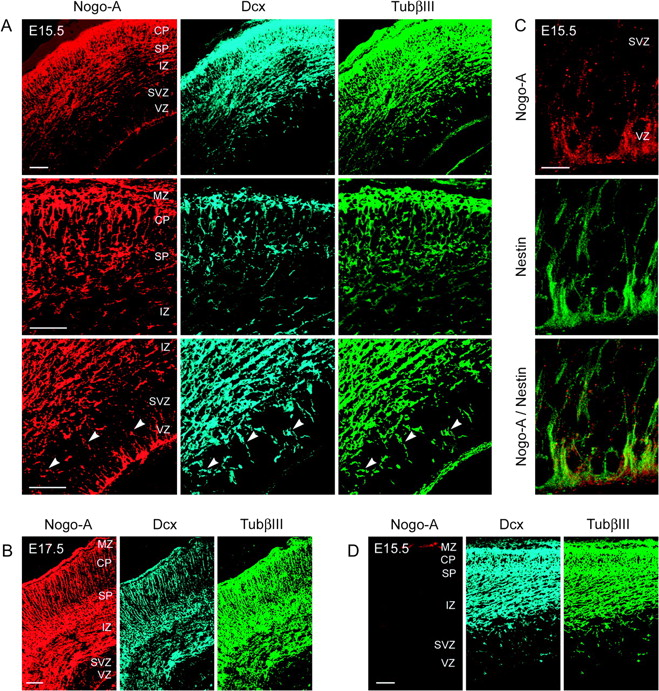 Nogo-A Dcx TubβIII
A E15.5 CP SP IZ SVZ VZ
MZ CP SP IZ
IZ SVZ VZ
C E15.5 SVZ VZ
Nogo-A
Nestin
Nogo-A / Nestin
Nogo-A Dcx TubβIII
B E17.5 MZ CP SP IZ SVZ VZ
Nogo-A Dcx TubβIII
D E15.5 MZ CP SP IZ SVZ VZ